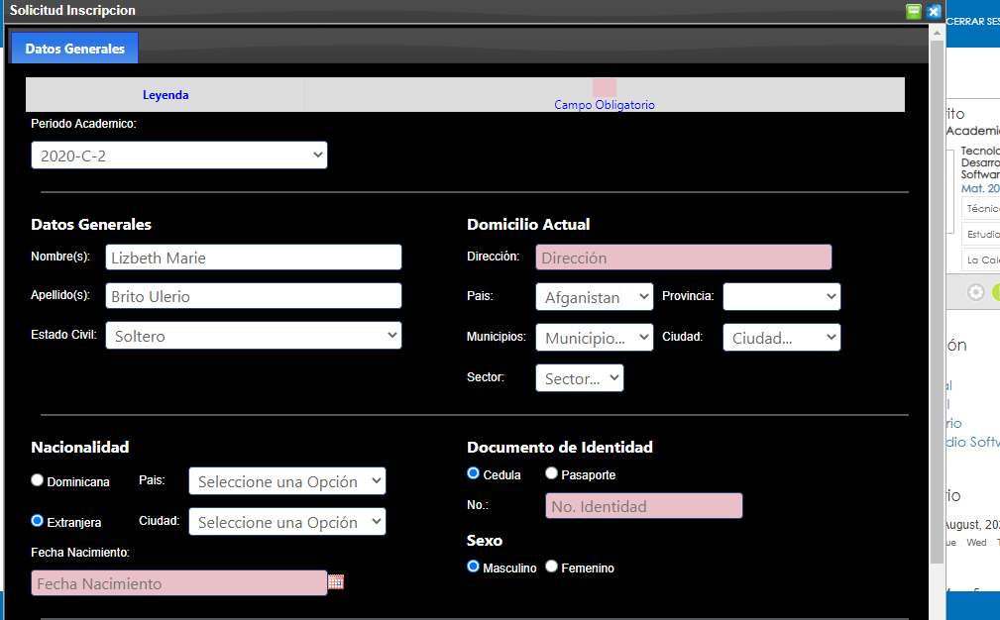 Solicitud Inscripcion
CERRAR SES
Datos Generales
Leyenda
Campo Obligatorio
Periodo Academico:
2020-C-2
Datos Generales
Nombre(s): Lizbeth Marie
Apellido(s): Brito Ulerio
Estado Civil: Soltero
Domicilio Actual
Dirección: Dirección
Pais: Afganistan Provincia:
Municipios: Municipio... Ciudad: Ciudad...
Sector: Sector...
Nacionalidad
Dominicana Pais: Seleccione una Opción
Extranjera Ciudad: Seleccione una Opción
Fecha Nacimiento:
Fecha Nacimiento
Documento de Identidad
Cedula Pasaporte
No.: No. Identidad
Sexo
Masculino Femenino
ito
Academi
Tecnolo
Desarro
Software
Mat. 20
Técnic
Estudia
La Cal
ón
al
l
rio
dio Softw
io
August, 20
ue Wed T